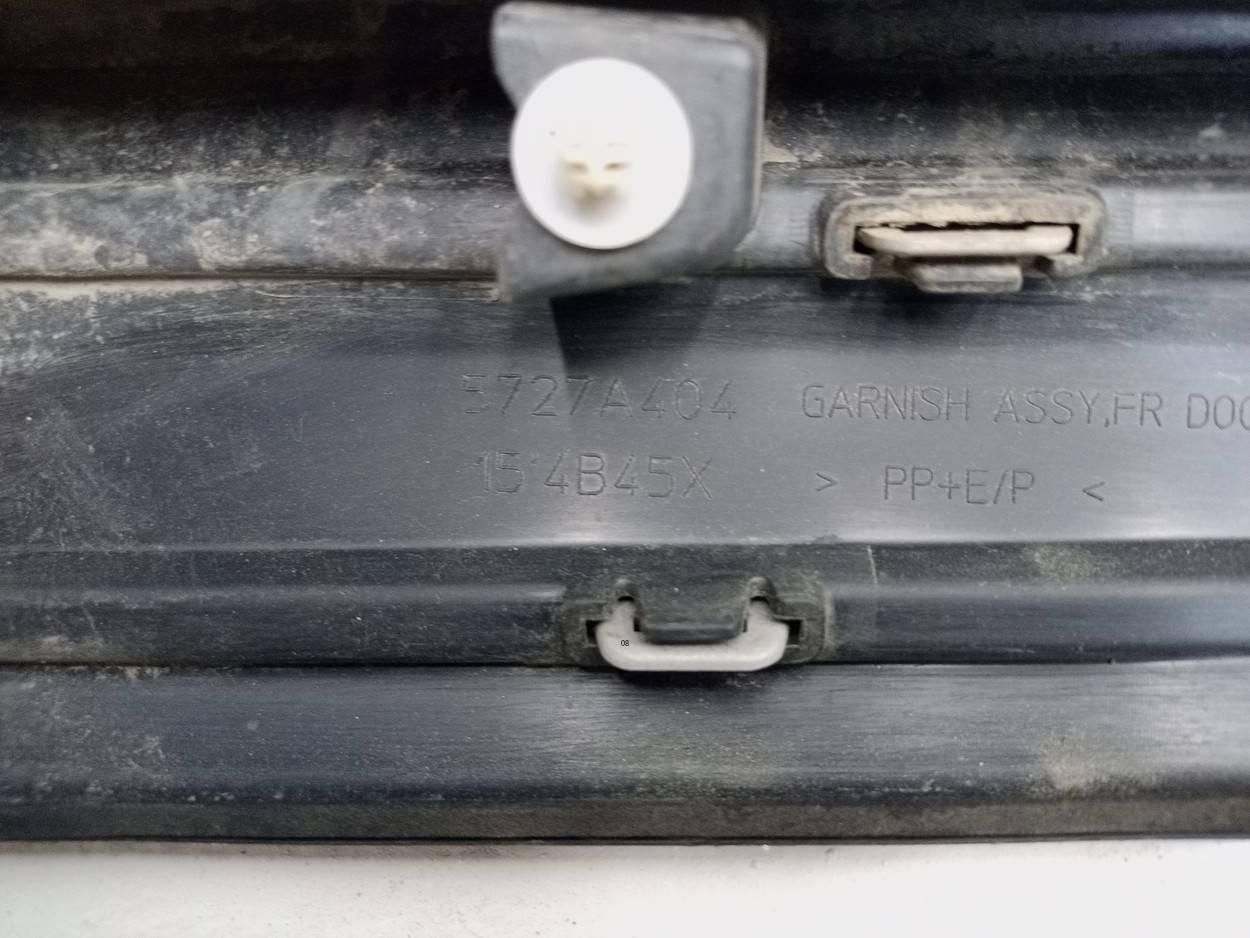 5727A404 GARNISH ASSY,FR DOO
15'4B45X > PP+E/P <
08